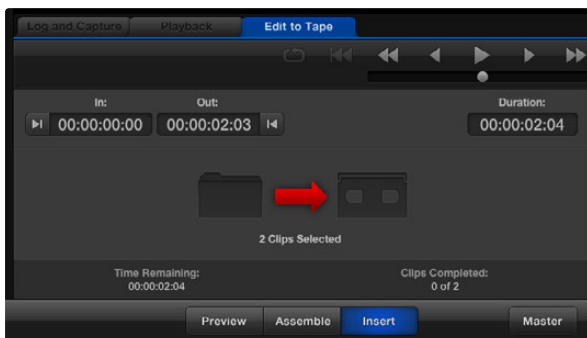 Log and Capture Playback Edit to Tape
In: Out: Duration:
00:00:00:00 00:00:02:03 00:00:02:04
2 Clips Selected
Time Remaining: Clips Completed:
00:00:02:04 0 of 2
Preview Assemble Insert Master